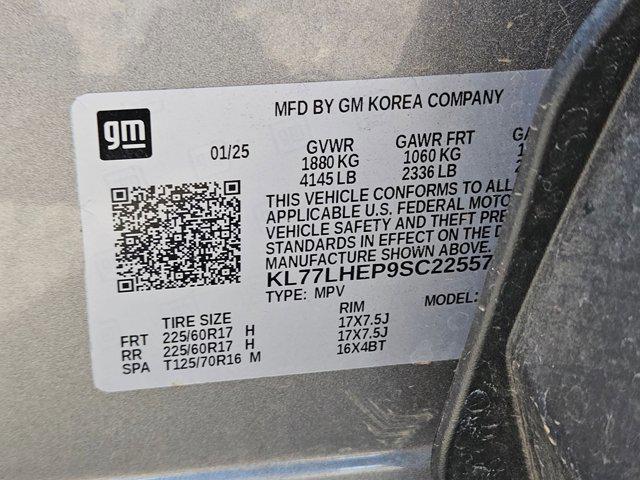 MFD BY GM KOREA COMPANY
gm
01/25 GVWR GAWR FRT
1880 KG 1060 KG
4145 LB 2336 LB
THIS VEHICLE CONFORMS TO ALL
APPLICABLE U.S. FEDERAL
VEHICLE SAFETY AND THEFT
STANDARDS IN EFFECT ON THE
MANUFACTURE SHOWN ABOVE.
KL77LHEP9SC22557
TYPE: MPV MODEL:
TIRE SIZE RIM
FRT 225/60R17 H 17X7.5J
RR 225/60R17 H 17X7.5J
SPA T125/70R16 M 16X4BT